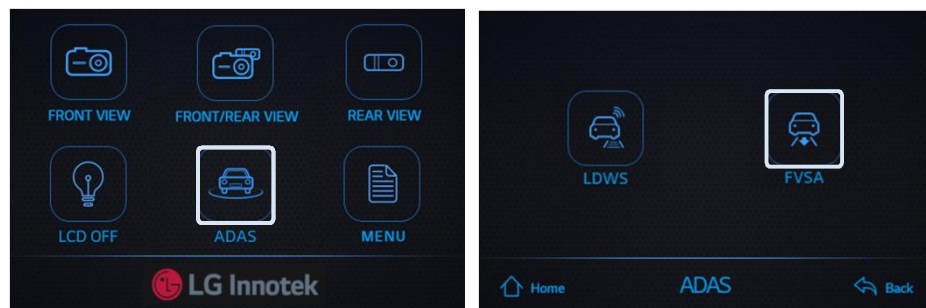 FRONT VIEW
FRONT/REAR VIEW
REAR VIEW
LCD OFF
ADAS
MENU
LG Innotek
LDWS
FVSA
Home
ADAS
Back